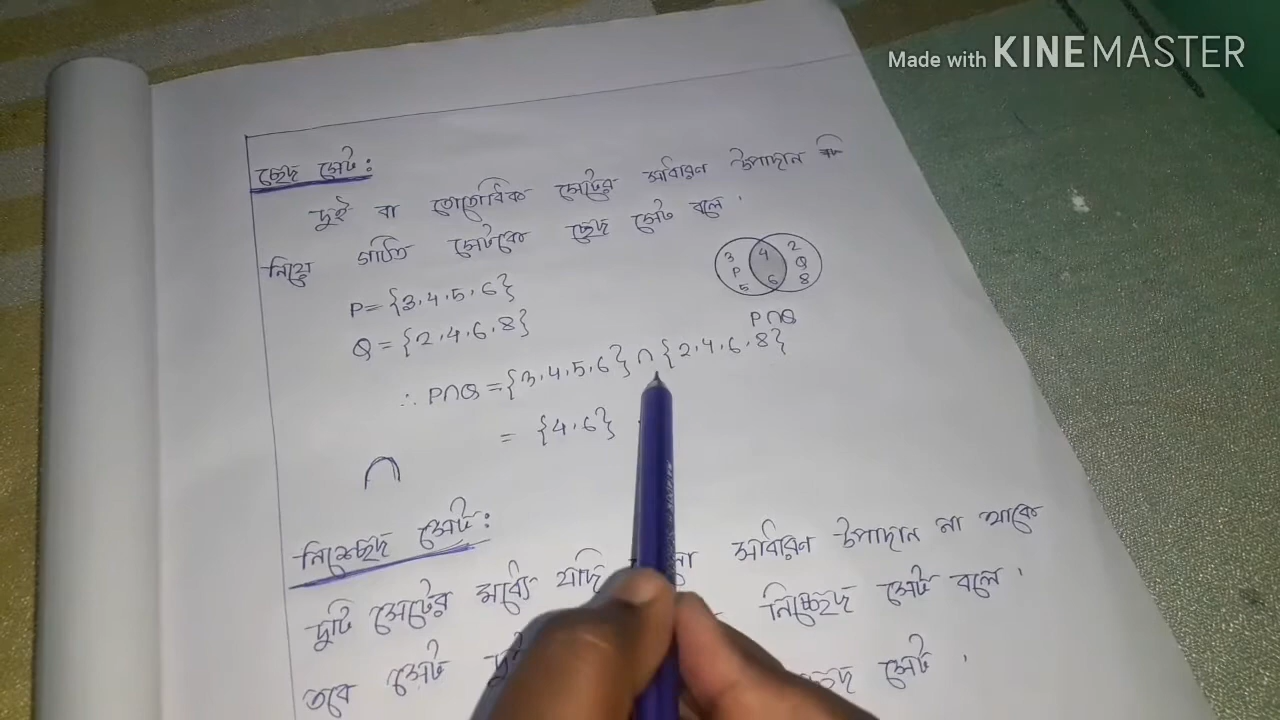 Made with KINEMASTER
ছেদ সেট:
দুই বা ততোধিক সেটের সাধারণ উপাদান
নিয়ে গঠিত সেটকে ছেদ সেট বলে।
P = {3, 4, 5, 6}
Q = {2, 4, 6, 8}
3 P 5 4 6 2 Q 8
P∩Q
∴ P∩Q = {3, 4, 5, 6} ∩ {2, 4, 6, 8}
= {4, 6}
∩
নিশ্ছেদ সেট:
দুটি সেটের মধ্যে যদি সাধারণ উপাদান না থাকে
তবে সেট নিশ্ছেদ সেট বলে।
সেট।